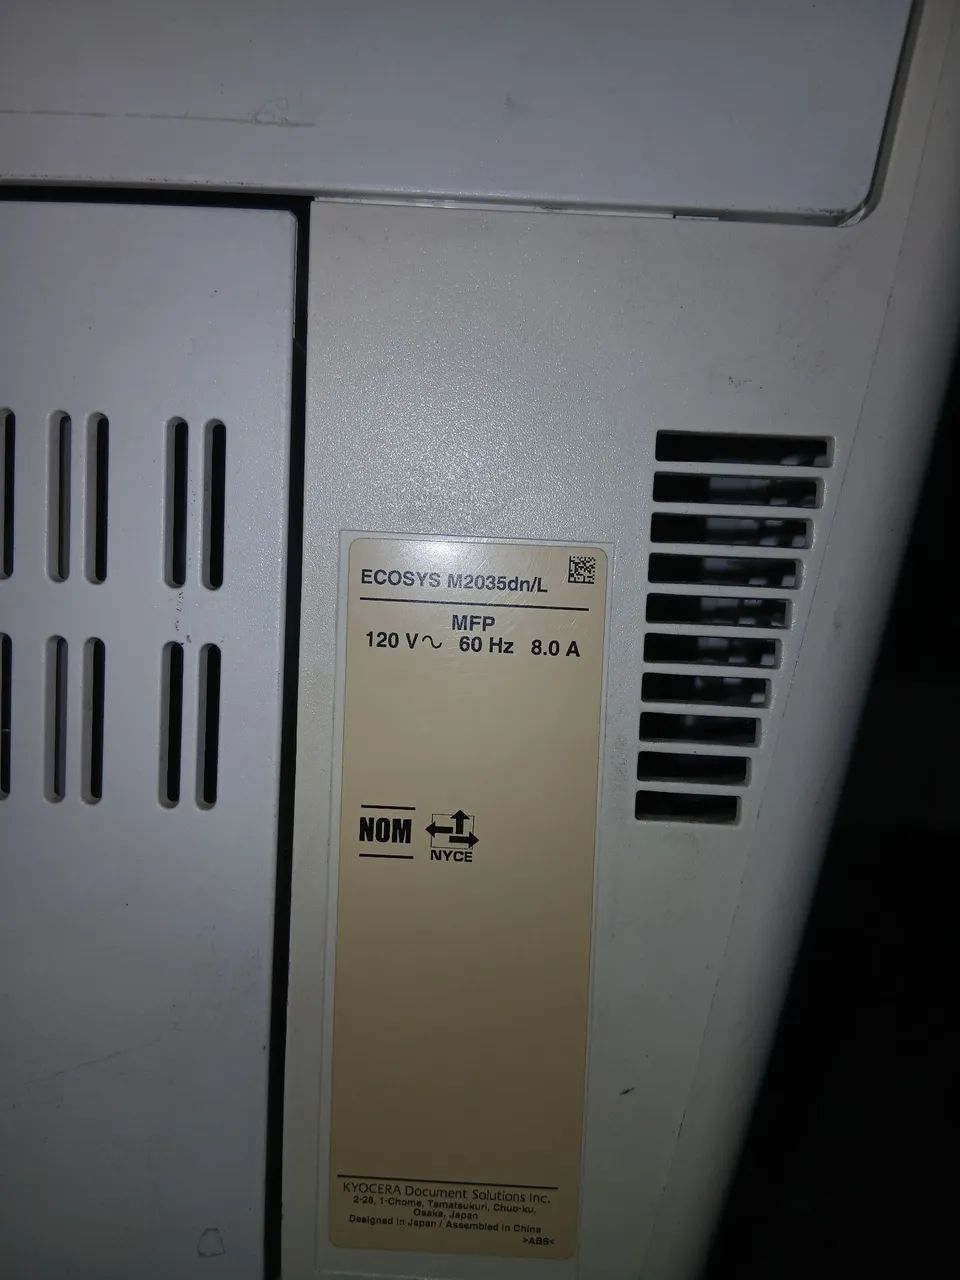 ECOSYS M2035dn/L
MFP
120 V~ 60 Hz 8.0 A
NOM
NYCE
KYOCERA Document Solutions Inc.
2-28, 1-Chome, Tamatsukuri, Chuo-ku,
Osaka, Japan
Designed in Japan / Assembled in China
>ABS<